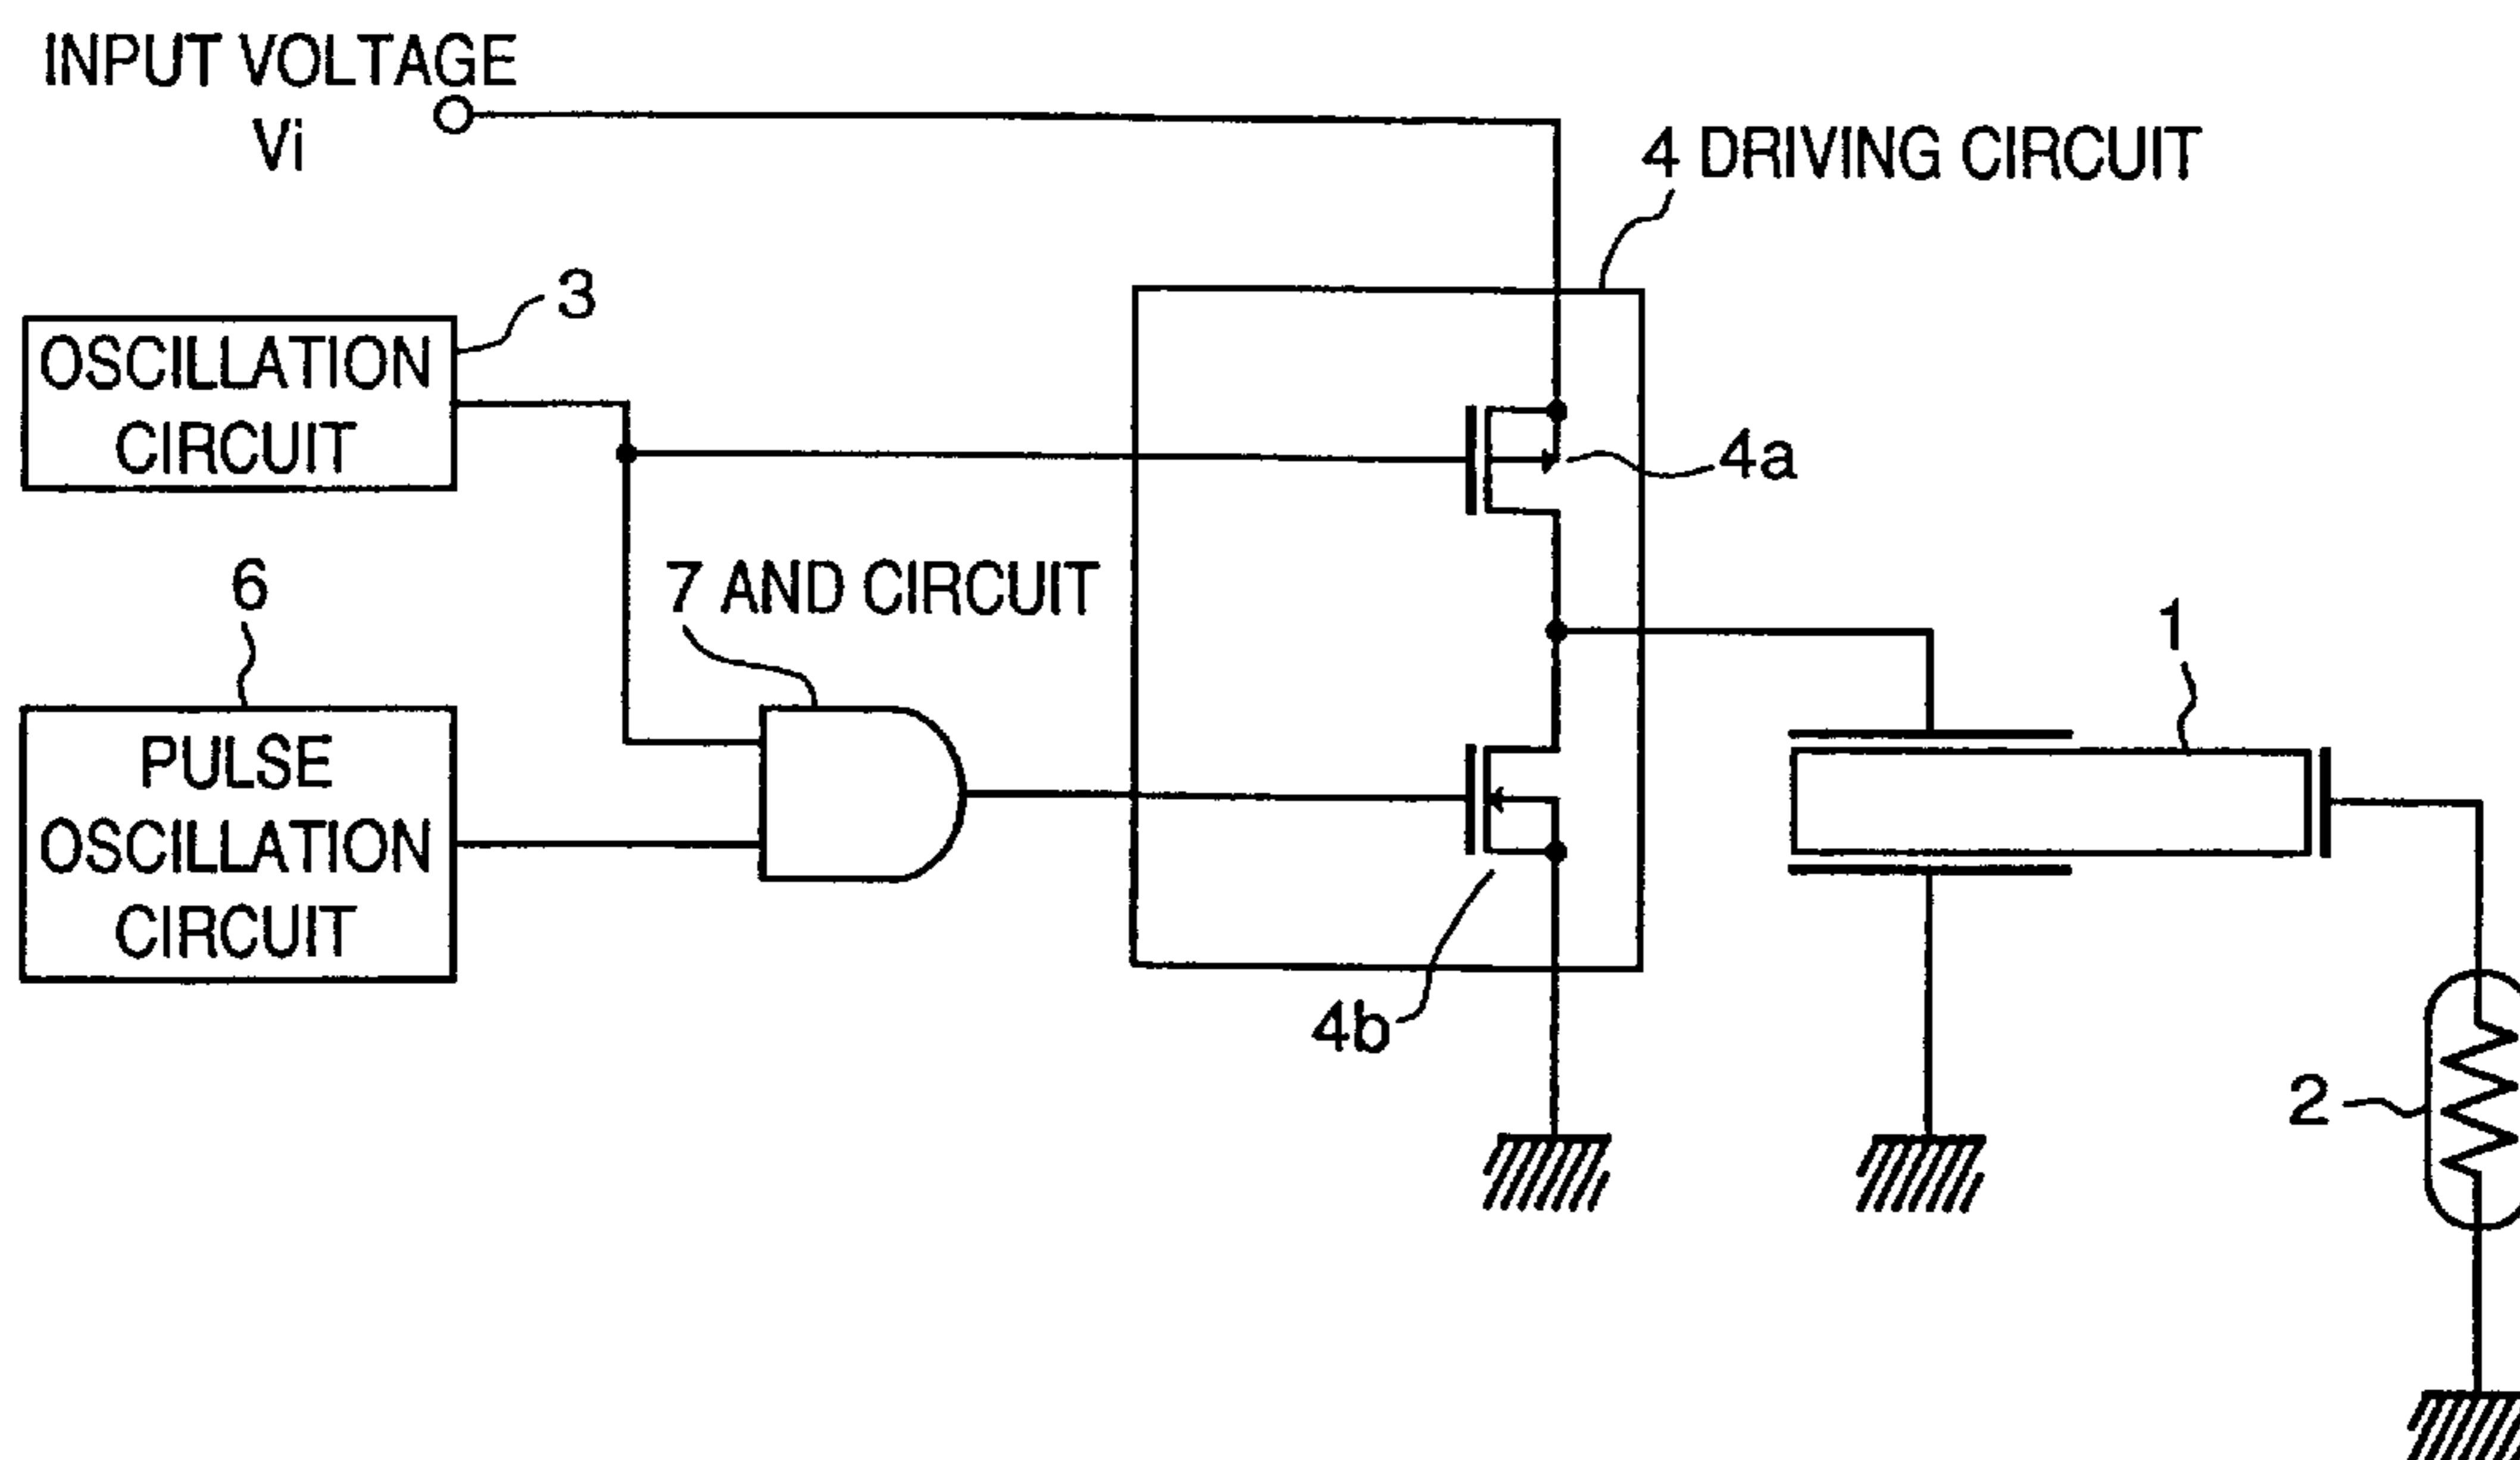 INPUT VOLTAGE
Vi
4 DRIVING CIRCUIT
3
OSCILLATION
CIRCUIT
4a
6
7 AND CIRCUIT
1
PULSE
OSCILLATION
CIRCUIT
4b
2